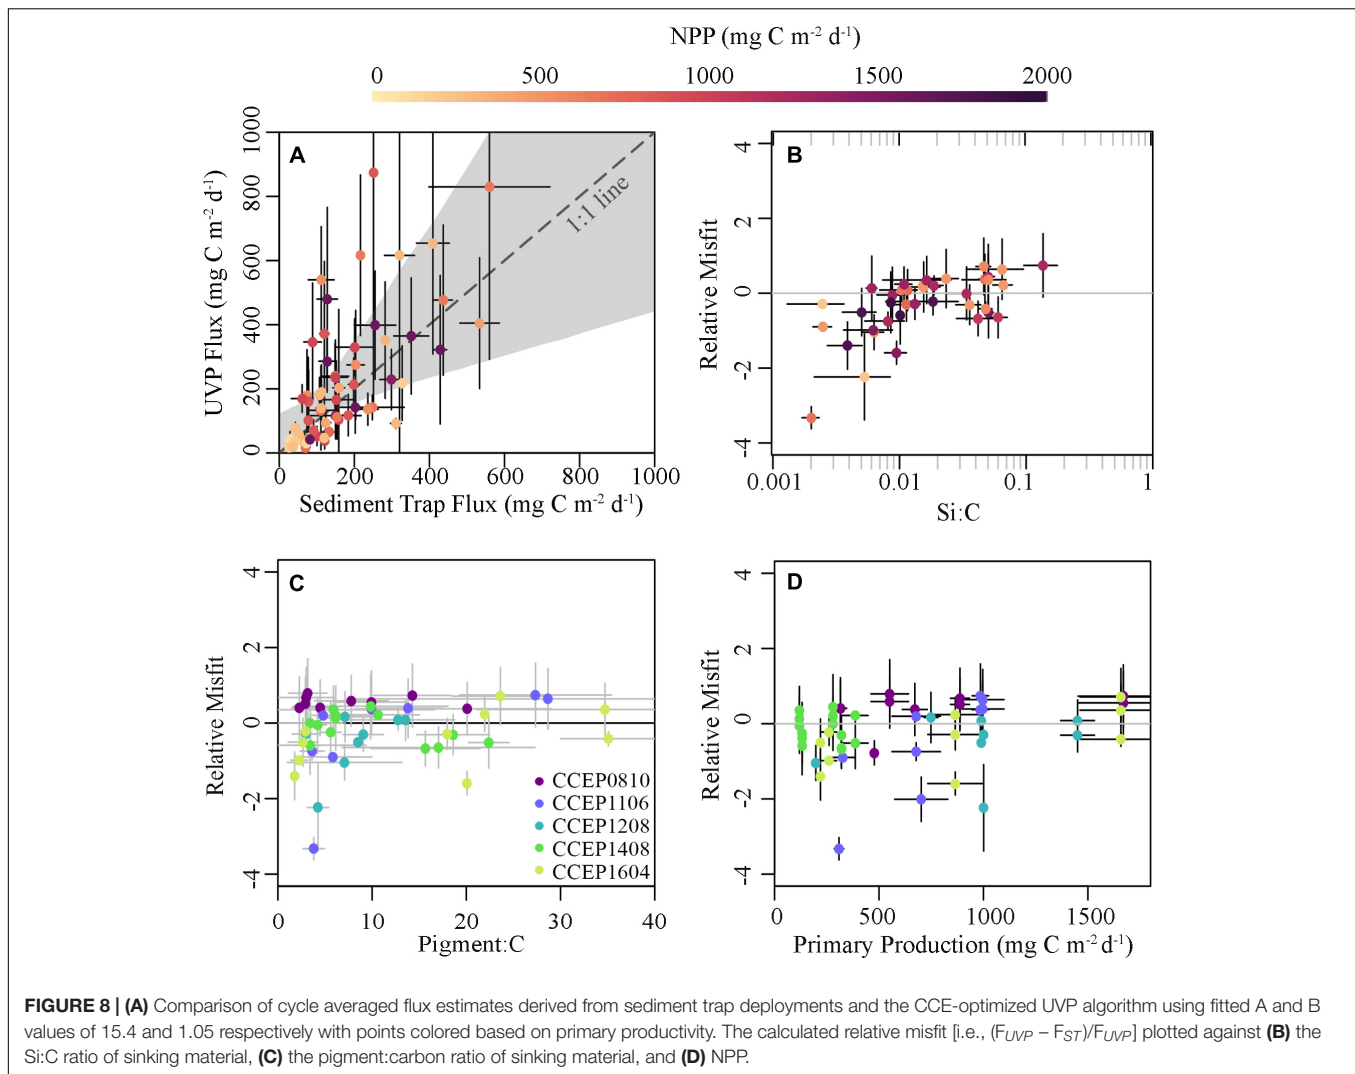 NPP (mg C m-2 d-1)
0 500 1000 1500 2000
A
UVP Flux (mg C m-2 d-1)
0 200 400 600 800 1000
1:1 line
0 200 400 600 800 1000
Sediment Trap Flux (mg C m-2 d-1)
B
Relative Misfit
4
2
0
-2
-4
0.001 0.01 0.1 1
Si:C
C
Relative Misfit
4
2
0
-2
-4
CCEP0810
CCEP1106
CCEP1208
CCEP1408
CCEP1604
0 10 20 30 40
Pigment:C
D
Relative Misfit
4
2
0
-2
-4
0 500 1000 1500
Primary Production (mg C m-2 d-1)
FIGURE 8 | (A) Comparison of cycle averaged flux estimates derived from sediment trap deployments and the CCE-optimized UVP algorithm using fitted A and B
values of 15.4 and 1.05 respectively with points colored based on primary productivity. The calculated relative misfit [i.e., (FUVP – FST)/FUVP] plotted against (B) the
Si:C ratio of sinking material, (C) the pigment:carbon ratio of sinking material, and (D) NPP.